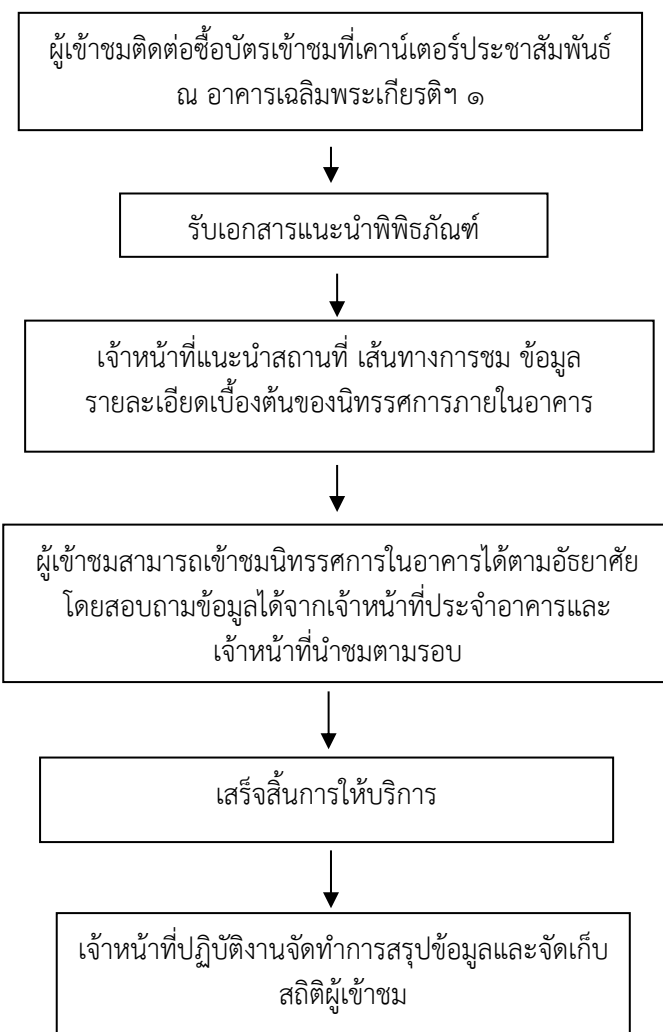 ผู้เข้าชมติดต่อซื้อบัตรเข้าชมที่เคาน์เตอร์ประชาสัมพันธ์
ณ อาคารเฉลิมพระเกียรติฯ ๑
รับเอกสารแนะนำพิพิธภัณฑ์
เจ้าหน้าที่แนะนำสถานที่ เส้นทางการชม ข้อมูล
รายละเอียดเบื้องต้นของนิทรรศการภายในอาคาร
ผู้เข้าชมสามารถเข้าชมนิทรรศการในอาคารได้ตามอัธยาศัย
โดยสอบถามข้อมูลได้จากเจ้าหน้าที่ประจำอาคารและ
เจ้าหน้าที่นำชมตามรอบ
เสร็จสิ้นการให้บริการ
เจ้าหน้าที่ปฏิบัติงานจัดทำการสรุปข้อมูลและจัดเก็บ
สถิติผู้เข้าชม